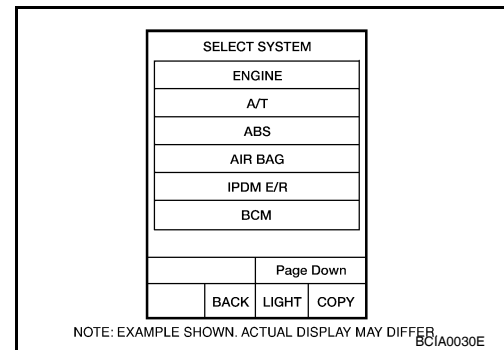 SELECT SYSTEM
ENGINE
A/T
ABS
AIR BAG
IPDM E/R
BCM
Page Down
BACK LIGHT COPY
NOTE: EXAMPLE SHOWN. ACTUAL DISPLAY MAY DIFFER.
BCIA0030E